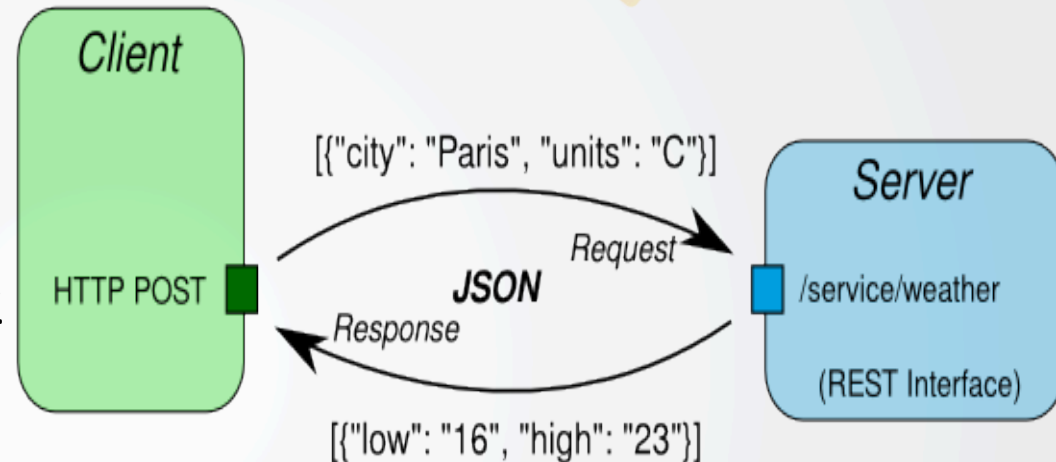 Client
[{"city": "Paris", "units": "C"}]
Server
Request
HTTP POST
JSON
/service/weather
Response
(REST Interface)
[{"low": "16", "high": "23"}]